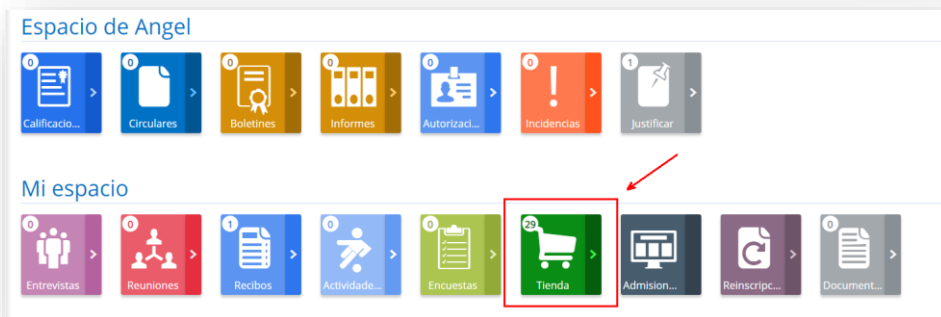 Espacio de Angel
0 0 0 0 0 0 1
Calificacio... Circulares Boletines Informes Autorizaci... Incidencias Justificar
Mi espacio
0 0 1 0 0 29 0
Entrevistas Reuniones Recibos Actividade... Encuestas Tienda Admision... Reinscripc... Document...